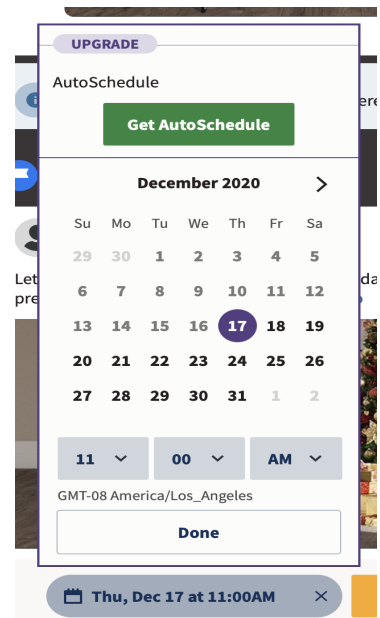 UPGRADE
AutoSchedule
Get AutoSchedule
December 2020
Su Mo Tu We Th Fr Sa
29 30 1 2 3 4 5
6 7 8 9 10 11 12
13 14 15 16 17 18 19
20 21 22 23 24 25 26
27 28 29 30 31 1 2
11 00 AM
GMT-08 America/Los_Angeles
Done
Thu, Dec 17 at 11:00AM